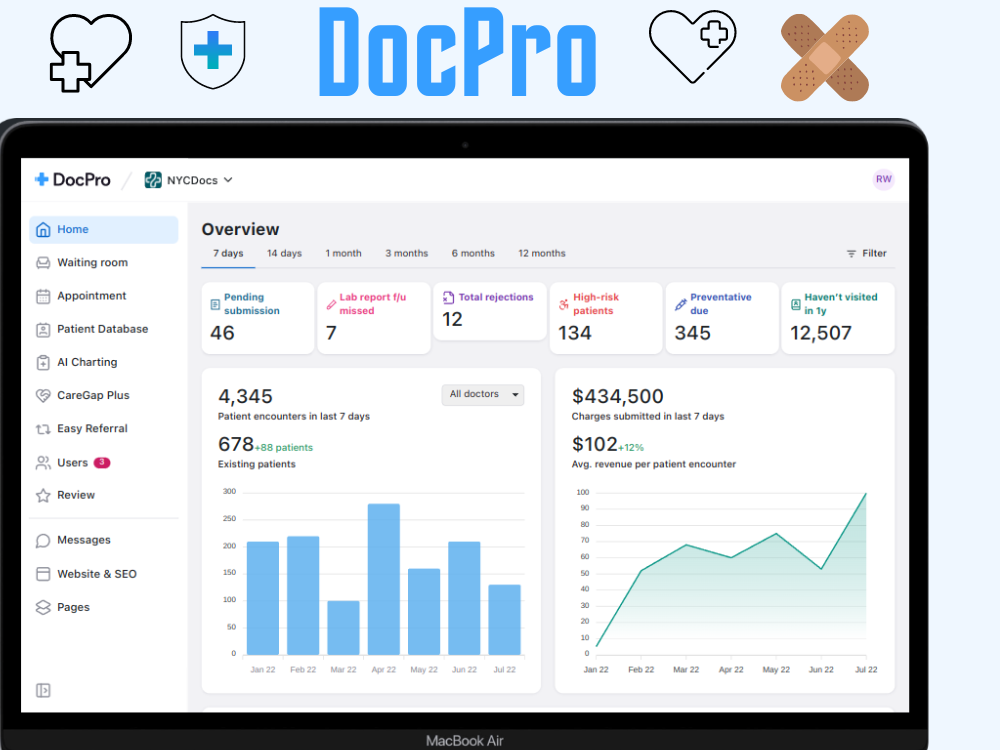 DocPro
DocPro / NYCDocs
RW
Home
Waiting room
Appointment
Patient Database
AI Charting
CareGap Plus
Easy Referral
Users 3
Review
Messages
Website & SEO
Pages
Overview
7 days 14 days 1 month 3 months 6 months 12 months Filter
Pending
submission
46
Lab report f/u
missed
7
Total rejections
12
High-risk
patients
134
Preventative
due
345
Haven't visited
in 1y
12,507
4,345
All doctors
Patient encounters in last 7 days
678 +88 patients
Existing patients
300
250
200
150
100
50
0
Jan 22 Feb 22 Mar 22 Apr 22 May 22 Jun 22 Jul 22
$434,500
Charges submitted in last 7 days
$102 +12%
Avg. revenue per patient encounter
100
90
80
70
60
50
40
30
20
10
0
Jan 22 Feb 22 Mar 22 Apr 22 May 22 Jun 22 Jul 22
MacBook Air